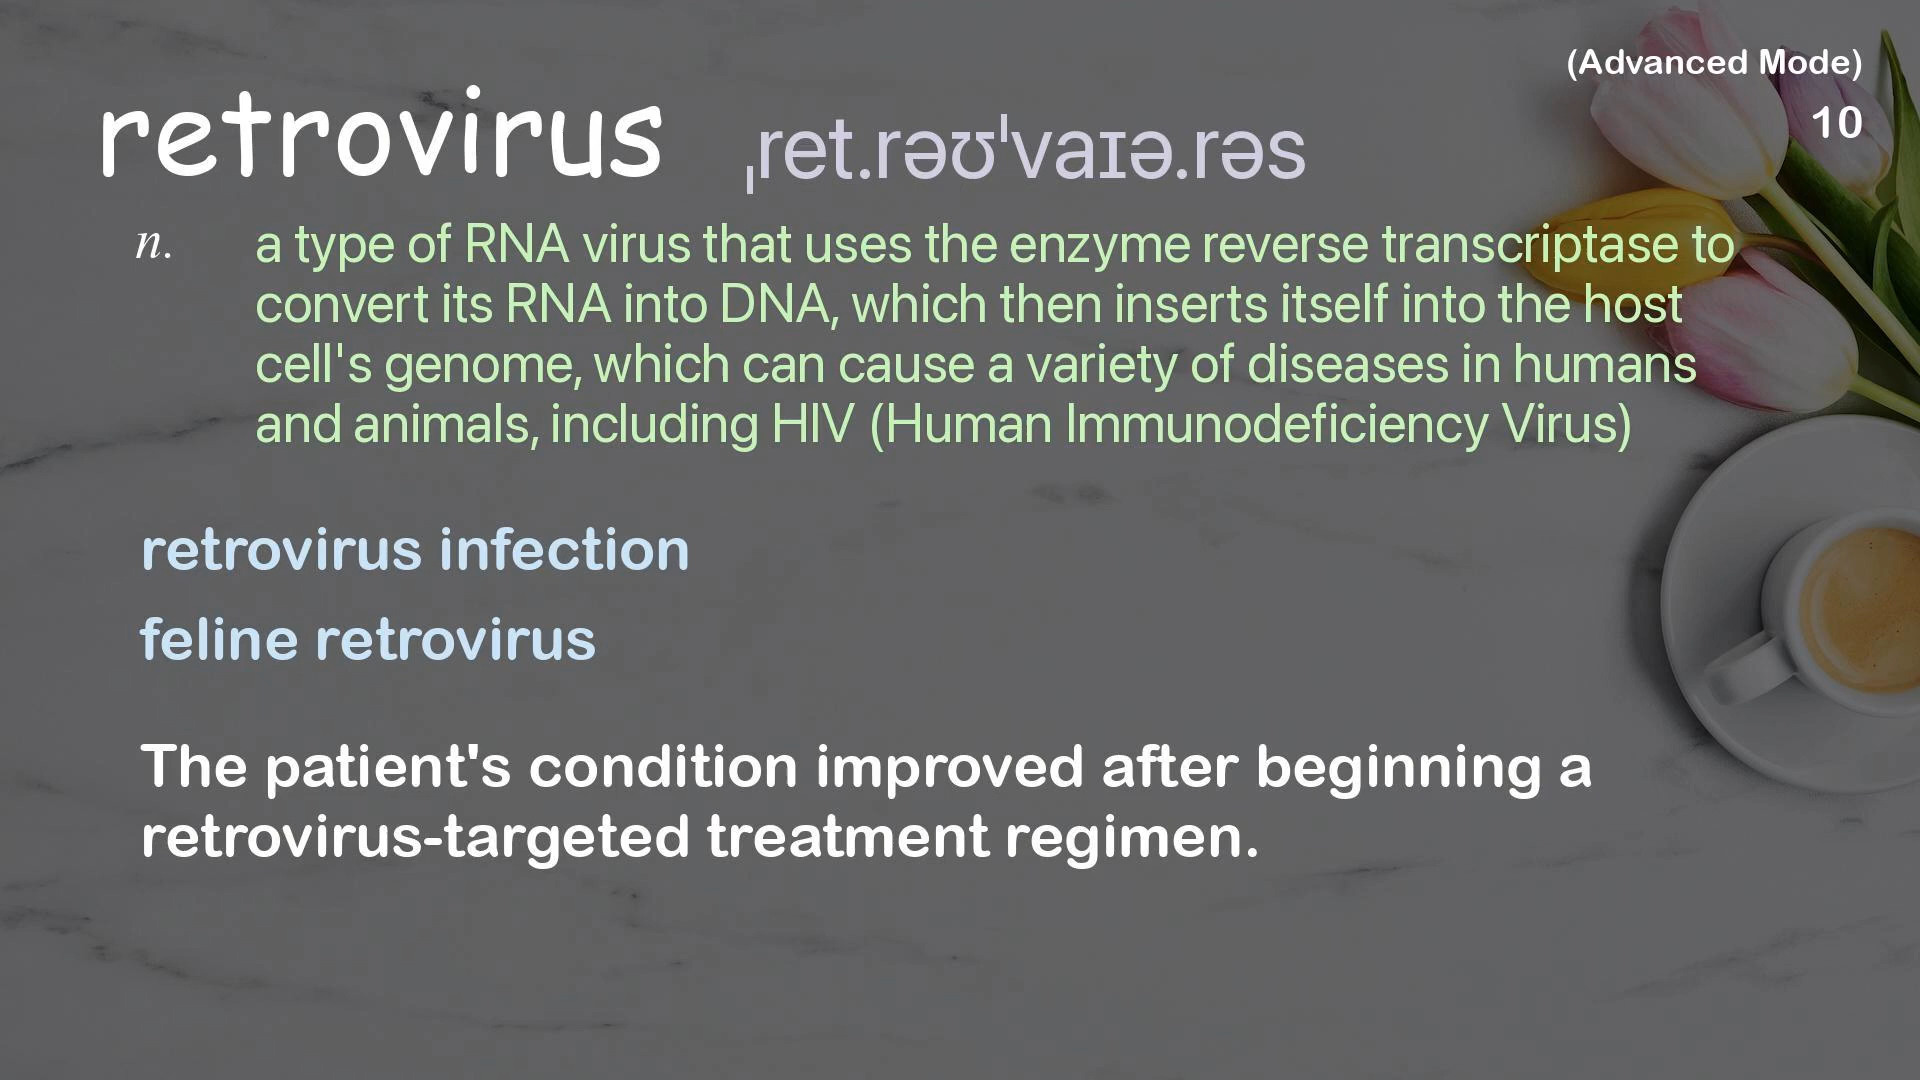 (Advanced Mode)
10
retrovirus ˌret.rəʊˈvaɪə.rəs
n. a type of RNA virus that uses the enzyme reverse transcriptase to
convert its RNA into DNA, which then inserts itself into the host
cell's genome, which can cause a variety of diseases in humans
and animals, including HIV (Human Immunodeficiency Virus)
retrovirus infection
feline retrovirus
The patient's condition improved after beginning a
retrovirus-targeted treatment regimen.